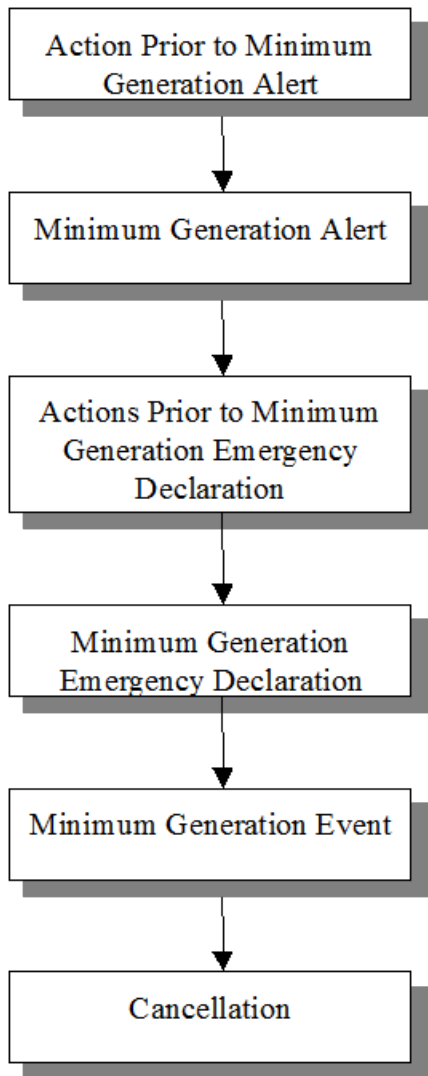 Action Prior to Minimum
Generation Alert
Minimum Generation Alert
Actions Prior to Minimum
Generation Emergency
Declaration
Minimum Generation
Emergency Declaration
Minimum Generation Event
Cancellation